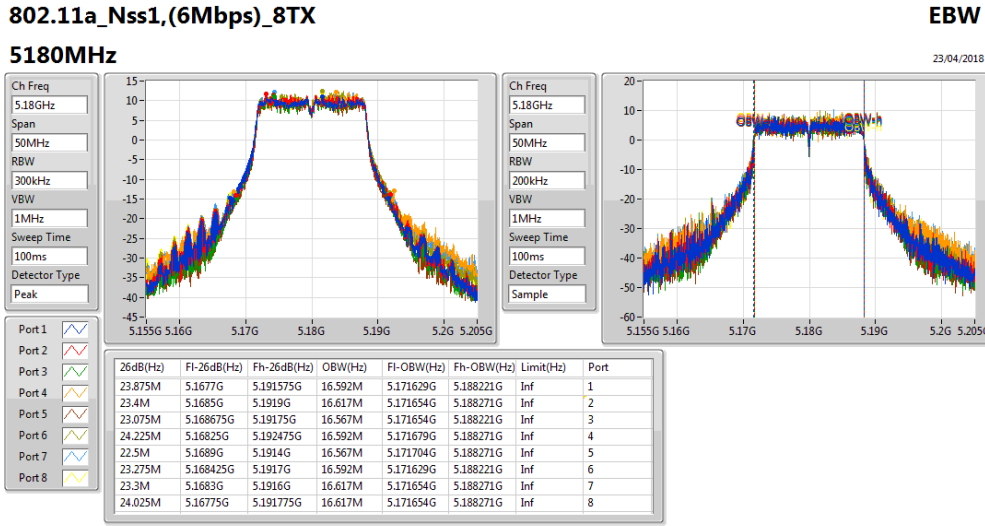 802.11a_Nss1,(6Mbps)_8TX
EBW
5180MHz
23/04/2018
Ch Freq
5.18GHz
Span
50MHz
RBW
300kHz
VBW
1MHz
Sweep Time
100ms
Detector Type
Peak
15
10
5
0
-5
-10
-15
-20
-25
-30
-35
-40
-45
5.155G 5.16G 5.17G 5.18G 5.19G 5.2G 5.205G
Ch Freq
5.18GHz
Span
50MHz
RBW
200kHz
VBW
1MHz
Sweep Time
100ms
Detector Type
Sample
20
10
0
-10
-20
-30
-40
-50
-60
5.155G 5.16G 5.17G 5.18G 5.19G 5.2G 5.205
Port 1
Port 2
Port 3
Port 4
Port 5
Port 6
Port 7
Port 8
26dB(Hz) Fl-26dB(Hz) Fh-26dB(Hz) OBW(Hz) Fl-OBW(Hz) Fh-OBW(Hz) Limit(Hz) Port
23.875M 5.1677G 5.191575G 16.592M 5.171629G 5.188221G Inf 1
23.4M 5.1685G 5.1919G 16.617M 5.171654G 5.188271G Inf 2
23.075M 5.168675G 5.19175G 16.567M 5.171654G 5.188221G Inf 3
24.225M 5.16825G 5.192475G 16.592M 5.171679G 5.188271G Inf 4
22.5M 5.1689G 5.1914G 16.567M 5.171704G 5.188271G Inf 5
23.275M 5.168425G 5.1917G 16.592M 5.171629G 5.188221G Inf 6
23.3M 5.1683G 5.1916G 16.617M 5.171654G 5.188271G Inf 7
24.025M 5.16775G 5.191775G 16.617M 5.171654G 5.188271G Inf 8